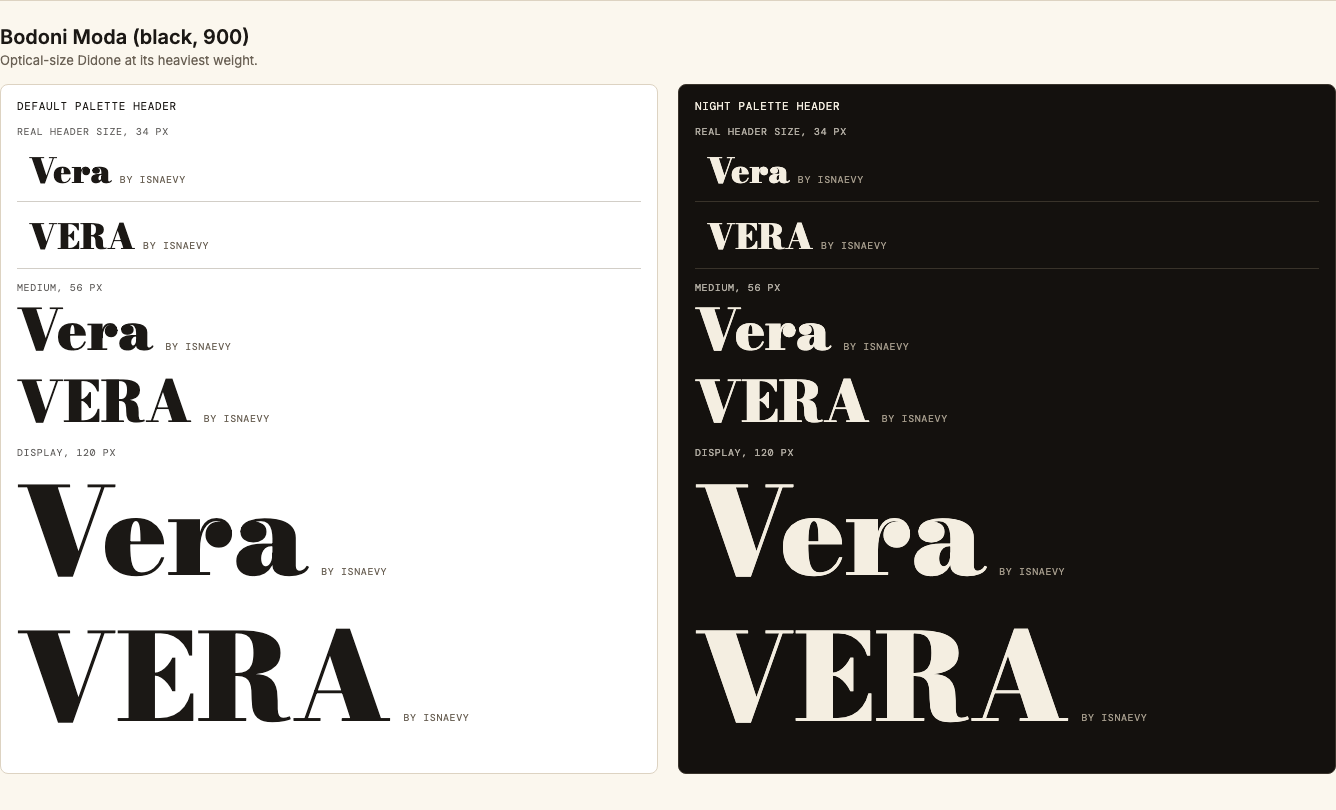 Bodoni Moda (black, 900)
Optical-size Didone at its heaviest weight.
DEFAULT PALETTE HEADER
REAL HEADER SIZE, 34 PX
Vera BY ISNAEVY
VERA BY ISNAEVY
MEDIUM, 56 PX
Vera BY ISNAEVY
VERA BY ISNAEVY
DISPLAY, 120 PX
Vera BY ISNAEVY
VERA BY ISNAEVY
NIGHT PALETTE HEADER
REAL HEADER SIZE, 34 PX
Vera BY ISNAEVY
VERA BY ISNAEVY
MEDIUM, 56 PX
Vera BY ISNAEVY
VERA BY ISNAEVY
DISPLAY, 120 PX
Vera BY ISNAEVY
VERA BY ISNAEVY